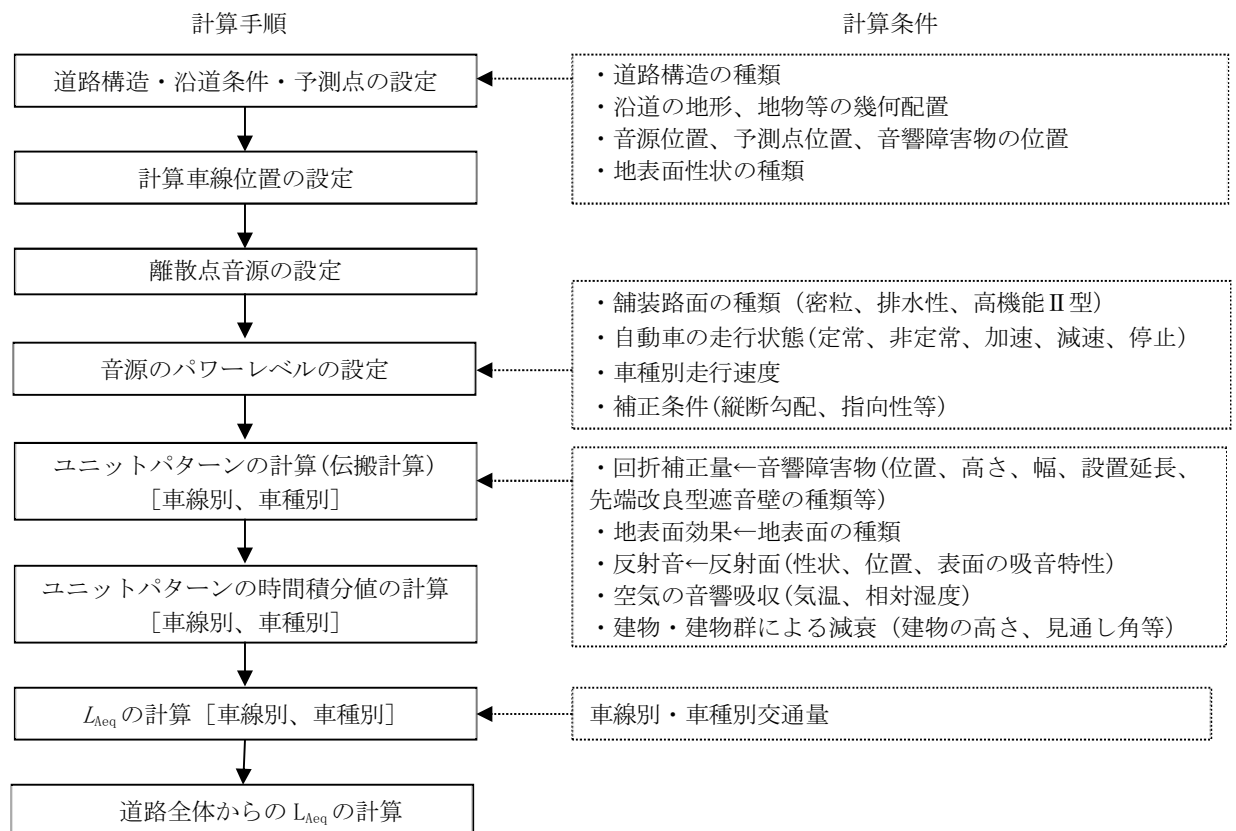 計算手順
計算条件
道路構造・沿道条件・予測点の設定
・道路構造の種類
・沿道の地形、地物等の幾何配置
・音源位置、予測点位置、音響障害物の位置
・地表面性状の種類
計算車線位置の設定
離散点音源の設定
音源のパワーレベルの設定
・舗装路面の種類（密粒、排水性、高機能Ⅱ型）
・自動車の走行状態(定常、非定常、加速、減速、停止)
・車種別走行速度
・補正条件(縦断勾配、指向性等)
ユニットパターンの計算(伝搬計算)
［車線別、車種別］
・回折補正量←音響障害物(位置、高さ、幅、設置延長、
先端改良型遮音壁の種類等)
・地表面効果←地表面の種類
・反射音←反射面(性状、位置、表面の吸音特性)
・空気の音響吸収(気温、相対湿度)
・建物・建物群による減衰（建物の高さ、見通し角等）
ユニットパターンの時間積分値の計算
［車線別、車種別］
LAeq の計算［車線別、車種別］
車線別・車種別交通量
道路全体からの LAeq の計算